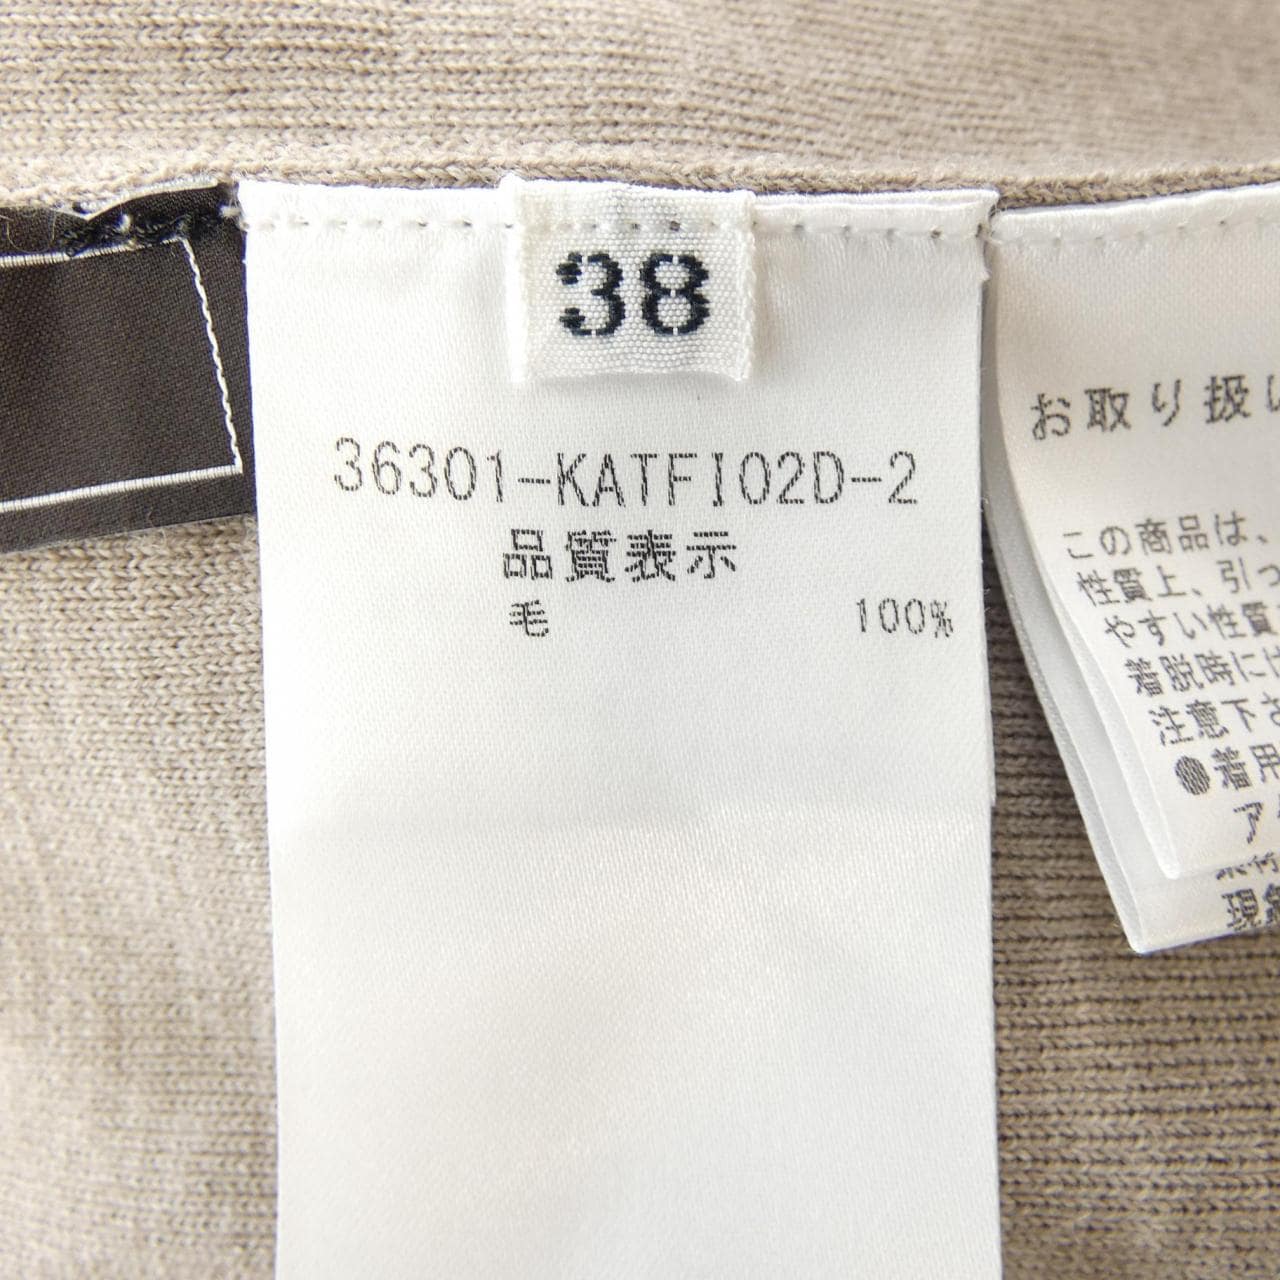 38
36301-KATFI02D-2
品質表示
毛 100%
お取り扱い
この商品は、
性質上、引っ
やすい性質
着脱時には
注意下さ
●着用
現